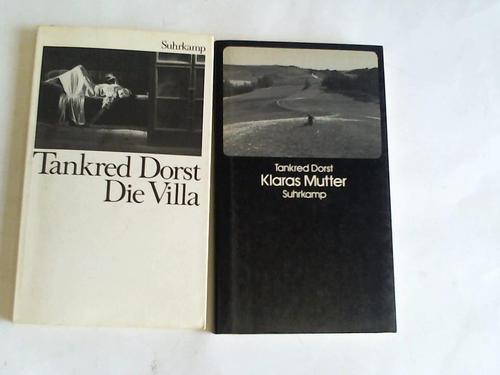 Suhrkamp
Tankred Dorst
Die Villa
Tankred Dorst
Klaras Mutter
Suhrkamp